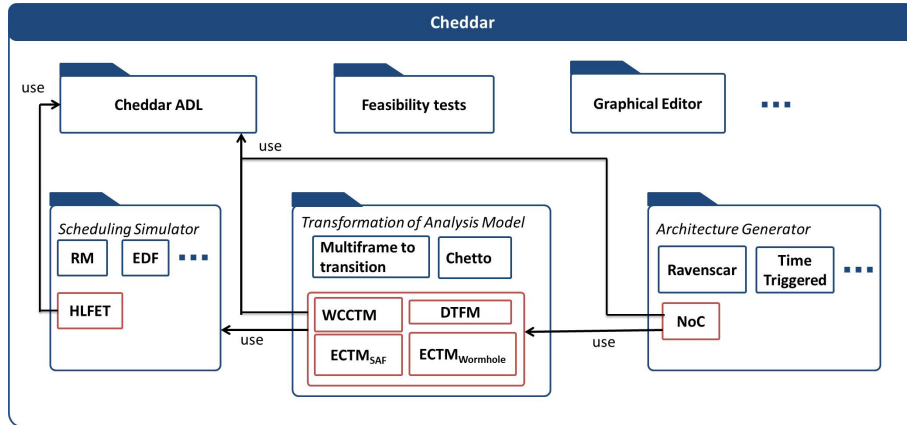 Cheddar
use
Cheddar ADL
Feasibility tests
Graphical Editor
use
Scheduling Simulator
RM
EDF
HLFET
Transformation of Analysis Model
Multiframe to
transition
Chetto
WCCTM
DTFM
ECTMSAF
ECTMWormhole
use
Architecture Generator
Ravenscar
Time
Triggered
NoC
use